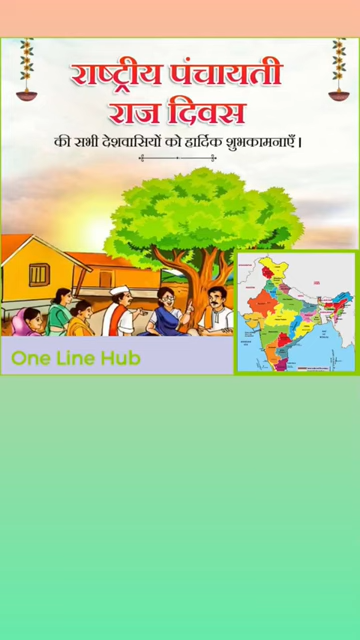 राष्ट्रीय पंचायती
राज दिवस
की सभी देशवासियों को हार्दिक शुभकामनाएँ।
One Line Hub